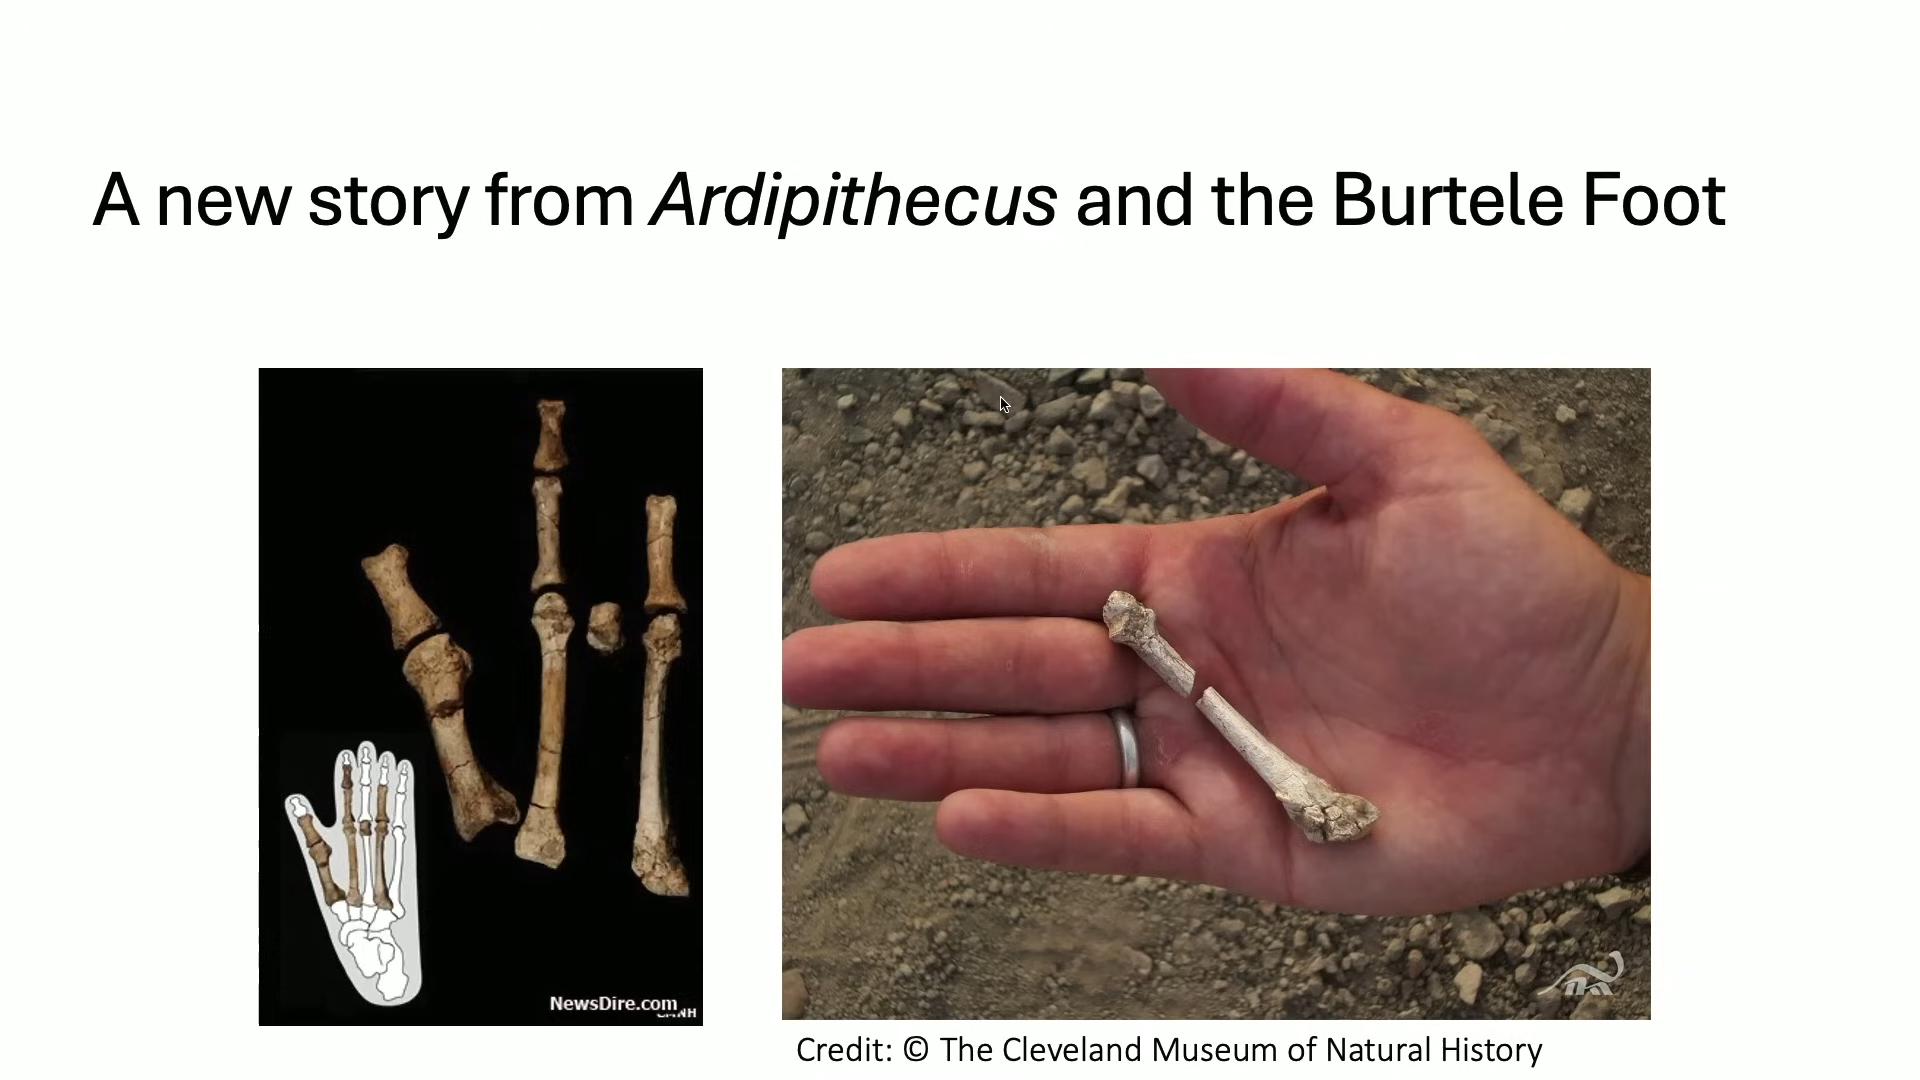 A new story from Ardipithecus and the Burtele Foot
NewsDire.com
Credit: © The Cleveland Museum of Natural History